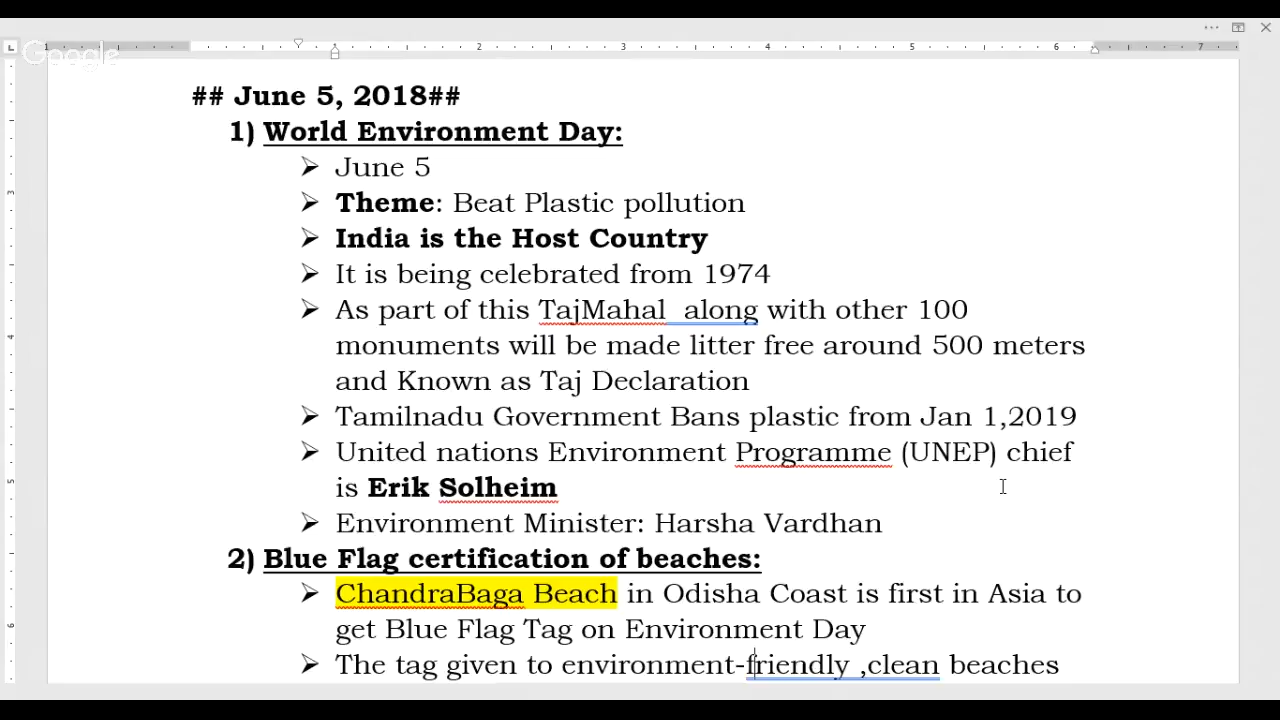 Google
## June 5, 2018##
1) World Environment Day:
➢ June 5
➢ Theme: Beat Plastic pollution
➢ India is the Host Country
➢ It is being celebrated from 1974
➢ As part of this TajMahal along with other 100
monuments will be made litter free around 500 meters
and Known as Taj Declaration
➢ Tamilnadu Government Bans plastic from Jan 1,2019
➢ United nations Environment Programme (UNEP) chief
is Erik Solheim
➢ Environment Minister: Harsha Vardhan
2) Blue Flag certification of beaches:
➢ ChandraBaga Beach in Odisha Coast is first in Asia to
get Blue Flag Tag on Environment Day
➢ The tag given to environment-friendly ,clean beaches